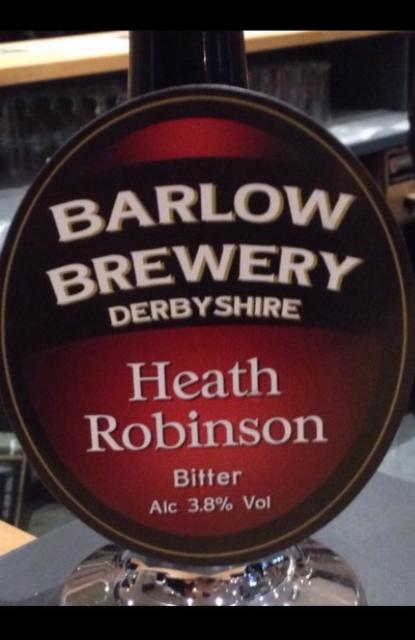 BARLOW
BREWERY
DERBYSHIRE
Heath
Robinson
Bitter
Alc 3.8% Vol